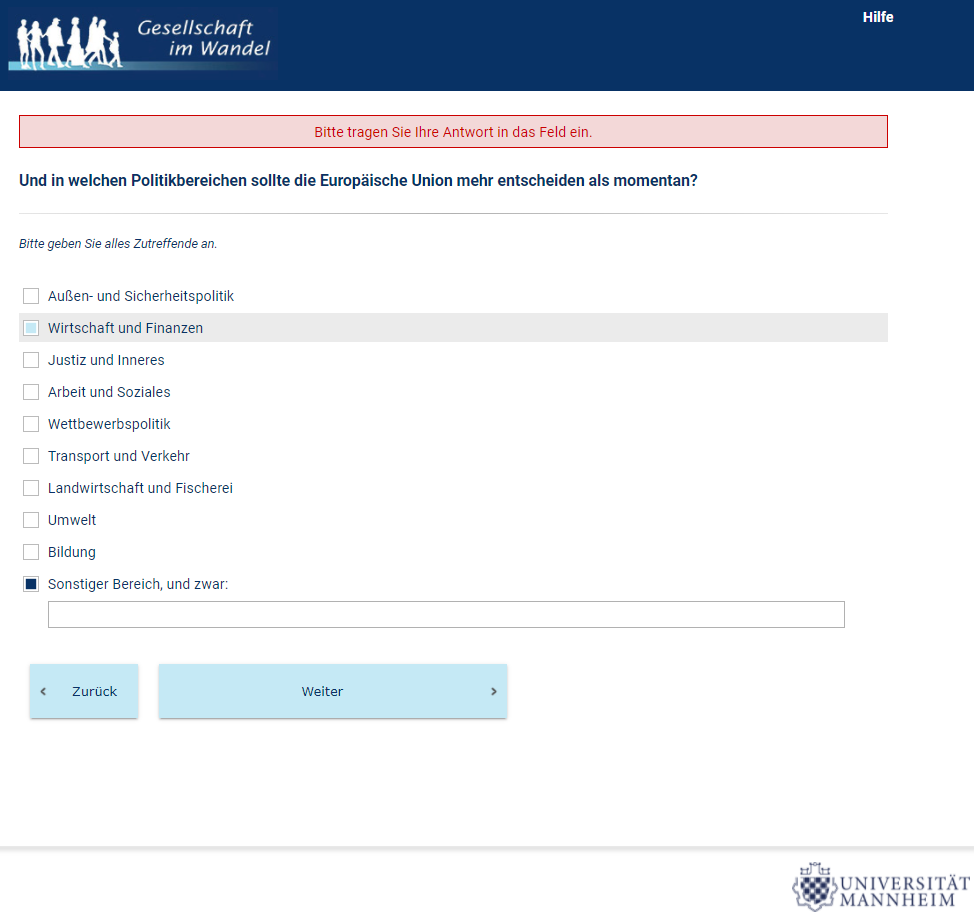 Gesellschaft
im Wandel
Hilfe
Bitte tragen Sie Ihre Antwort in das Feld ein.
Und in welchen Politikbereichen sollte die Europäische Union mehr entscheiden als momentan?
Bitte geben Sie alles Zutreffende an.
Außen- und Sicherheitspolitik
Wirtschaft und Finanzen
Justiz und Inneres
Arbeit und Soziales
Wettbewerbspolitik
Transport und Verkehr
Landwirtschaft und Fischerei
Umwelt
Bildung
Sonstiger Bereich, und zwar:
Zurück
Weiter
UNIVERSITÄT
MANNHEIM